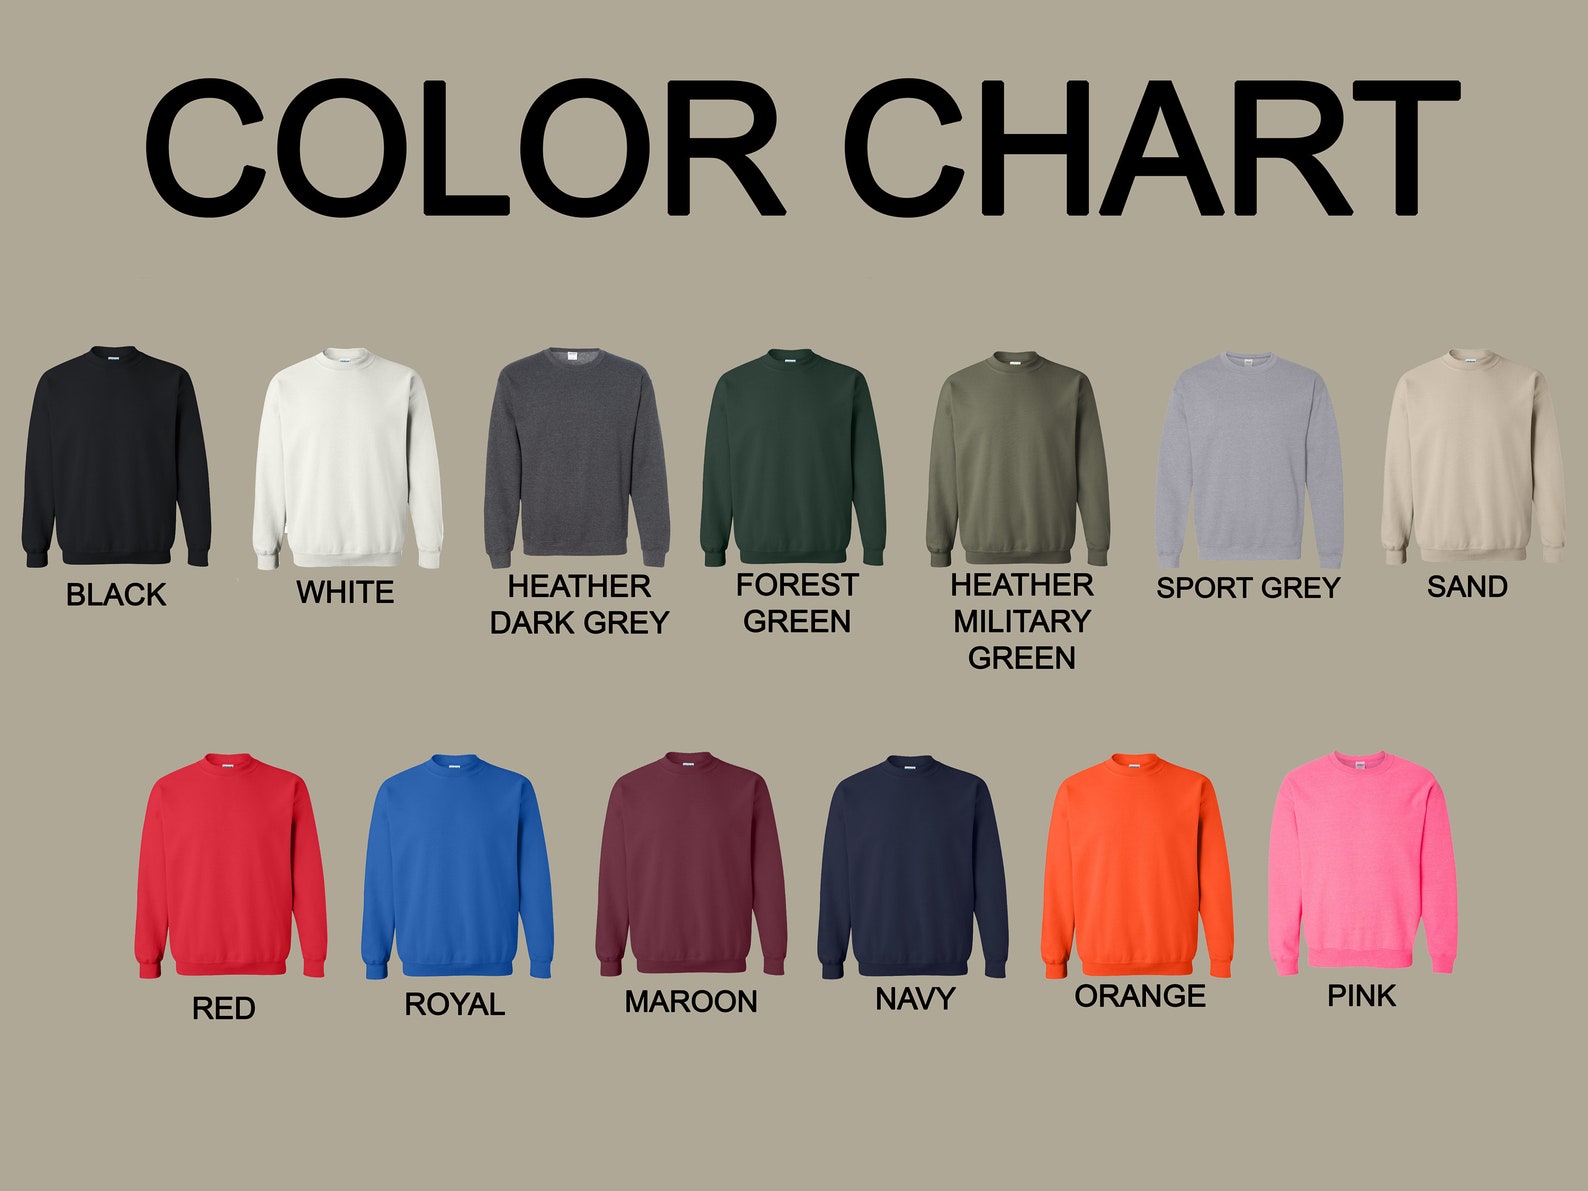 COLOR CHART
BLACK
WHITE
HEATHER
DARK GREY
FOREST
GREEN
HEATHER
MILITARY
GREEN
SPORT GREY
SAND
RED
ROYAL
MAROON
NAVY
ORANGE
PINK